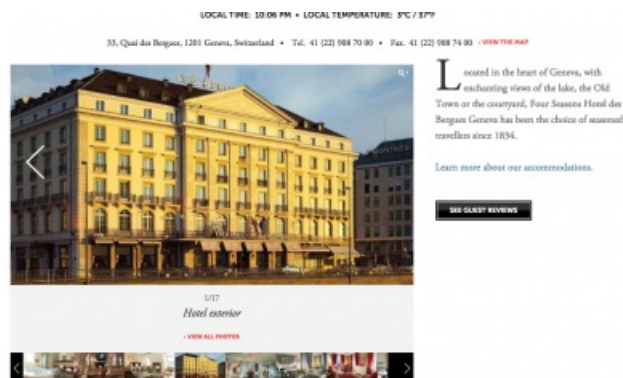 LOCAL TIME: 10:06 PM • LOCAL TEMPERATURE: 3°C / 37°F
33, Quai des Bergues, 1201 Geneva, Switzerland • Tel. 41 (22) 908 70 00 • Fax. 41 (22) 908 74 00 › VIEW THE MAP
Located in the heart of Geneva, with
enchanting views of the lake, the Old
Town or the courtyard, Four Seasons Hotel des
Bergues Geneva has been the choice of seasoned
travellers since 1834.
Learn more about our accommodations.
SEE GUEST REVIEWS
1/17
Hotel exterior
› VIEW ALL PHOTOS